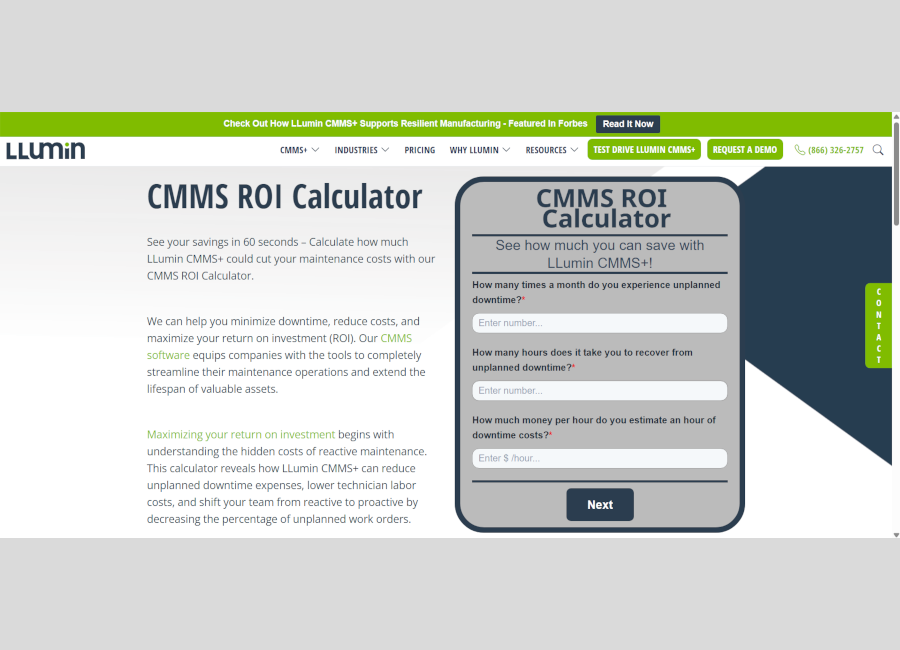 Check Out How LLumin CMMS+ Supports Resilient Manufacturing - Featured in Forbes Read It Now
LLumin CMMS+ INDUSTRIES PRICING WHY LLUMIN RESOURCES TEST DRIVE LLUMIN CMMS+ REQUEST A DEMO (866) 326-2757
CMMS ROI Calculator
See your savings in 60 seconds – Calculate how much
LLumin CMMS+ could cut your maintenance costs with our
CMMS ROI Calculator.
We can help you minimize downtime, reduce costs, and
maximize your return on investment (ROI). Our CMMS
software equips companies with the tools to completely
streamline their maintenance operations and extend the
lifespan of valuable assets.
Maximizing your return on investment begins with
understanding the hidden costs of reactive maintenance.
This calculator reveals how LLumin CMMS+ can reduce
unplanned downtime expenses, lower technician labor
costs, and shift your team from reactive to proactive by
decreasing the percentage of unplanned work orders.
CMMS ROI
Calculator
See how much you can save with
LLumin CMMS+!
How many times a month do you experience unplanned
downtime?*
Enter number...
How many hours does it take you to recover from
unplanned downtime?*
Enter number...
How much money per hour do you estimate an hour of
downtime costs?*
Enter $ /hour...
Next
CONTACT